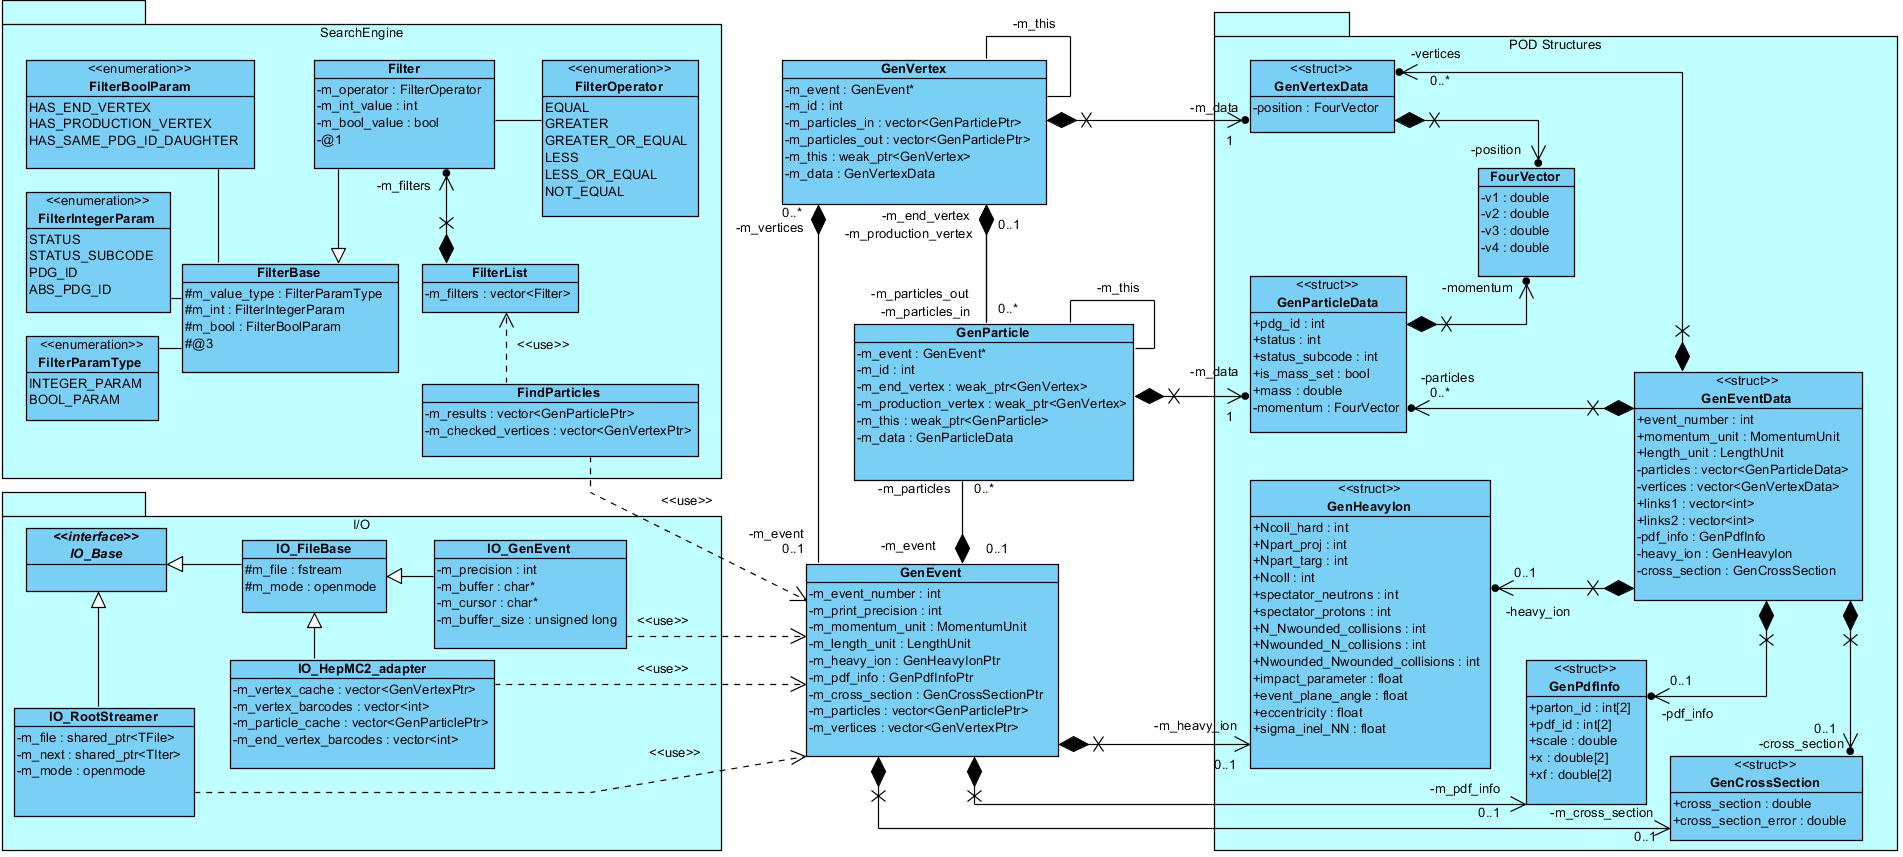 SearchEngine
<<enumeration>>
FilterBoolParam
HAS_END_VERTEX
HAS_PRODUCTION_VERTEX
HAS_SAME_PDG_ID_DAUGHTER
Filter
-m_operator : FilterOperator
-m_int_value : int
-m_bool_value : bool
-@1
<<enumeration>>
FilterOperator
EQUAL
GREATER
GREATER_OR_EQUAL
LESS
LESS_OR_EQUAL
NOT_EQUAL
-m_filters
<<enumeration>>
FilterIntegerParam
STATUS
STATUS_SUBCODE
PDG_ID
ABS_PDG_ID
FilterBase
#m_value_type : FilterParamType
#m_int : FilterIntegerParam
#m_bool : FilterBoolParam
#@3
FilterList
-m_filters : vector<Filter>
<<enumeration>>
FilterParamType
INTEGER_PARAM
BOOL_PARAM
<<use>>
FindParticles
-m_results : vector<GenParticlePtr>
-m_checked_vertices : vector<GenVertexPtr>
<<use>>
I/O
<<interface>>
IO_Base
IO_FileBase
#m_file : fstream
#m_mode : openmode
IO_GenEvent
-m_precision : int
-m_buffer : char*
-m_cursor : char*
-m_buffer_size : unsigned long
<<use>>
IO_HepMC2_adapter
-m_vertex_cache : vector<GenVertexPtr>
-m_vertex_barcodes : vector<int>
-m_particle_cache : vector<GenParticlePtr>
-m_end_vertex_barcodes : vector<int>
<<use>>
IO_RootStreamer
-m_file : shared_ptr<TFile>
-m_next : shared_ptr<TIter>
-m_mode : openmode
<<use>>
-m_this
GenVertex
-m_event : GenEvent*
-m_id : int
-m_particles_in : vector<GenParticlePtr>
-m_particles_out : vector<GenParticlePtr>
-m_this : weak_ptr<GenVertex>
-m_data : GenVertexData
-m_data
1
0..*
-m_vertices
-m_end_vertex
-m_production_vertex
0..1
-m_particles_out
-m_particles_in
0..*
-m_this
GenParticle
-m_event : GenEvent*
-m_id : int
-m_end_vertex : weak_ptr<GenVertex>
-m_production_vertex : weak_ptr<GenVertex>
-m_this : weak_ptr<GenParticle>
-m_data : GenParticleData
-m_data
1
-m_particles
0..*
-m_event
0..1
-m_event
0..1
GenEvent
-m_event_number : int
-m_print_precision : int
-m_momentum_unit : MomentumUnit
-m_length_unit : LengthUnit
-m_heavy_ion : GenHeavyIonPtr
-m_pdf_info : GenPdfInfoPtr
-m_cross_section : GenCrossSectionPtr
-m_particles : vector<GenParticlePtr>
-m_vertices : vector<GenVertexPtr>
-m_heavy_ion
0..1
-m_pdf_info
0..1
-m_cross_section
0..1
POD Structures
<<struct>>
GenVertexData
-position : FourVector
-vertices
0..*
-position
FourVector
-v1 : double
-v2 : double
-v3 : double
-v4 : double
-momentum
<<struct>>
GenParticleData
+pdg_id : int
+status : int
+status_subcode : int
+is_mass_set : bool
+mass : double
-momentum : FourVector
-particles
0..*
<<struct>>
GenEventData
+event_number : int
+momentum_unit : MomentumUnit
+length_unit : LengthUnit
-particles : vector<GenParticleData>
-vertices : vector<GenVertexData>
+links1 : vector<int>
+links2 : vector<int>
-pdf_info : GenPdfInfo
-heavy_ion : GenHeavyIon
-cross_section : GenCrossSection
<<struct>>
GenHeavyIon
+Ncoll_hard : int
+Npart_proj : int
+Npart_targ : int
+Ncoll : int
+spectator_neutrons : int
+spectator_protons : int
+N_Nwounded_collisions : int
+Nwounded_N_collisions : int
+Nwounded_Nwounded_collisions : int
+impact_parameter : float
+event_plane_angle : float
+eccentricity : float
+sigma_inel_NN : float
0..1
-heavy_ion
<<struct>>
GenPdfInfo
+parton_id : int[2]
+pdf_id : int[2]
+scale : double
+x : double[2]
+xf : double[2]
0..1
-pdf_info
0..1
-cross_section
<<struct>>
GenCrossSection
+cross_section : double
+cross_section_error : double